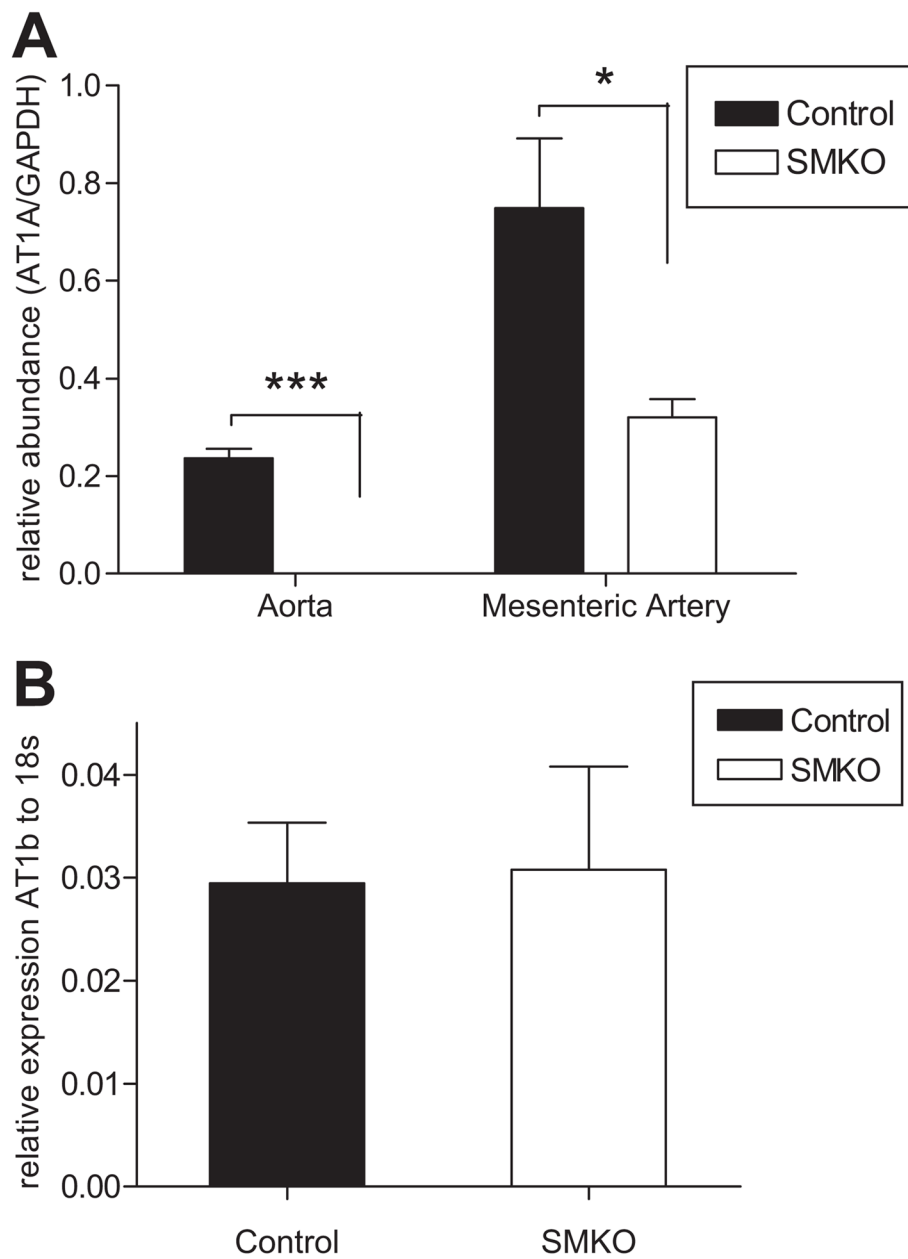 A
relative abundance (AT1A/GAPDH)
1.0
0.8
0.6
0.4
0.2
0.0
***
*
Control
SMKO
Aorta
Mesenteric Artery
B
relative expression AT1b to 18s
0.04
0.03
0.02
0.01
0.00
Control
SMKO
Control
SMKO